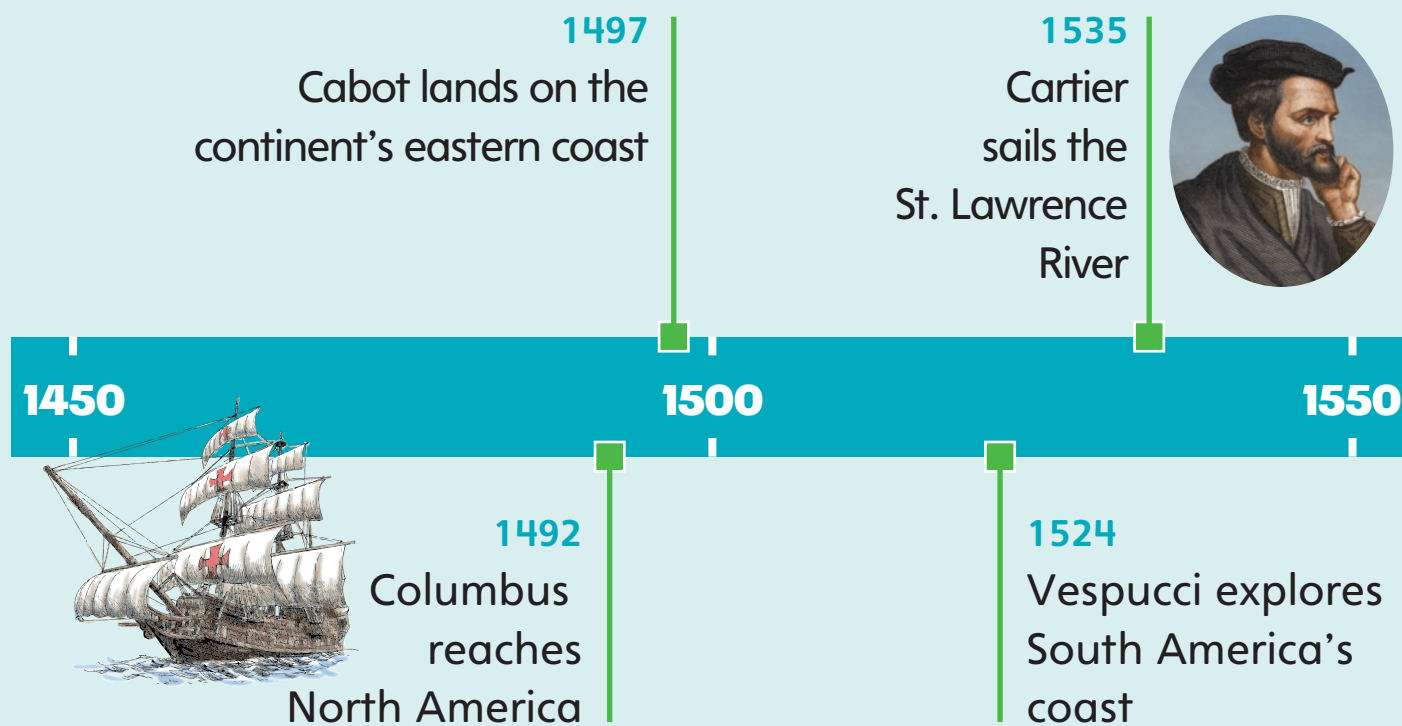 1497
Cabot lands on the
continent’s eastern coast
1535
Cartier
sails the
St. Lawrence
River
1450
1500
1550
1492
Columbus
reaches
North America
1524
Vespucci explores
South America’s
coast